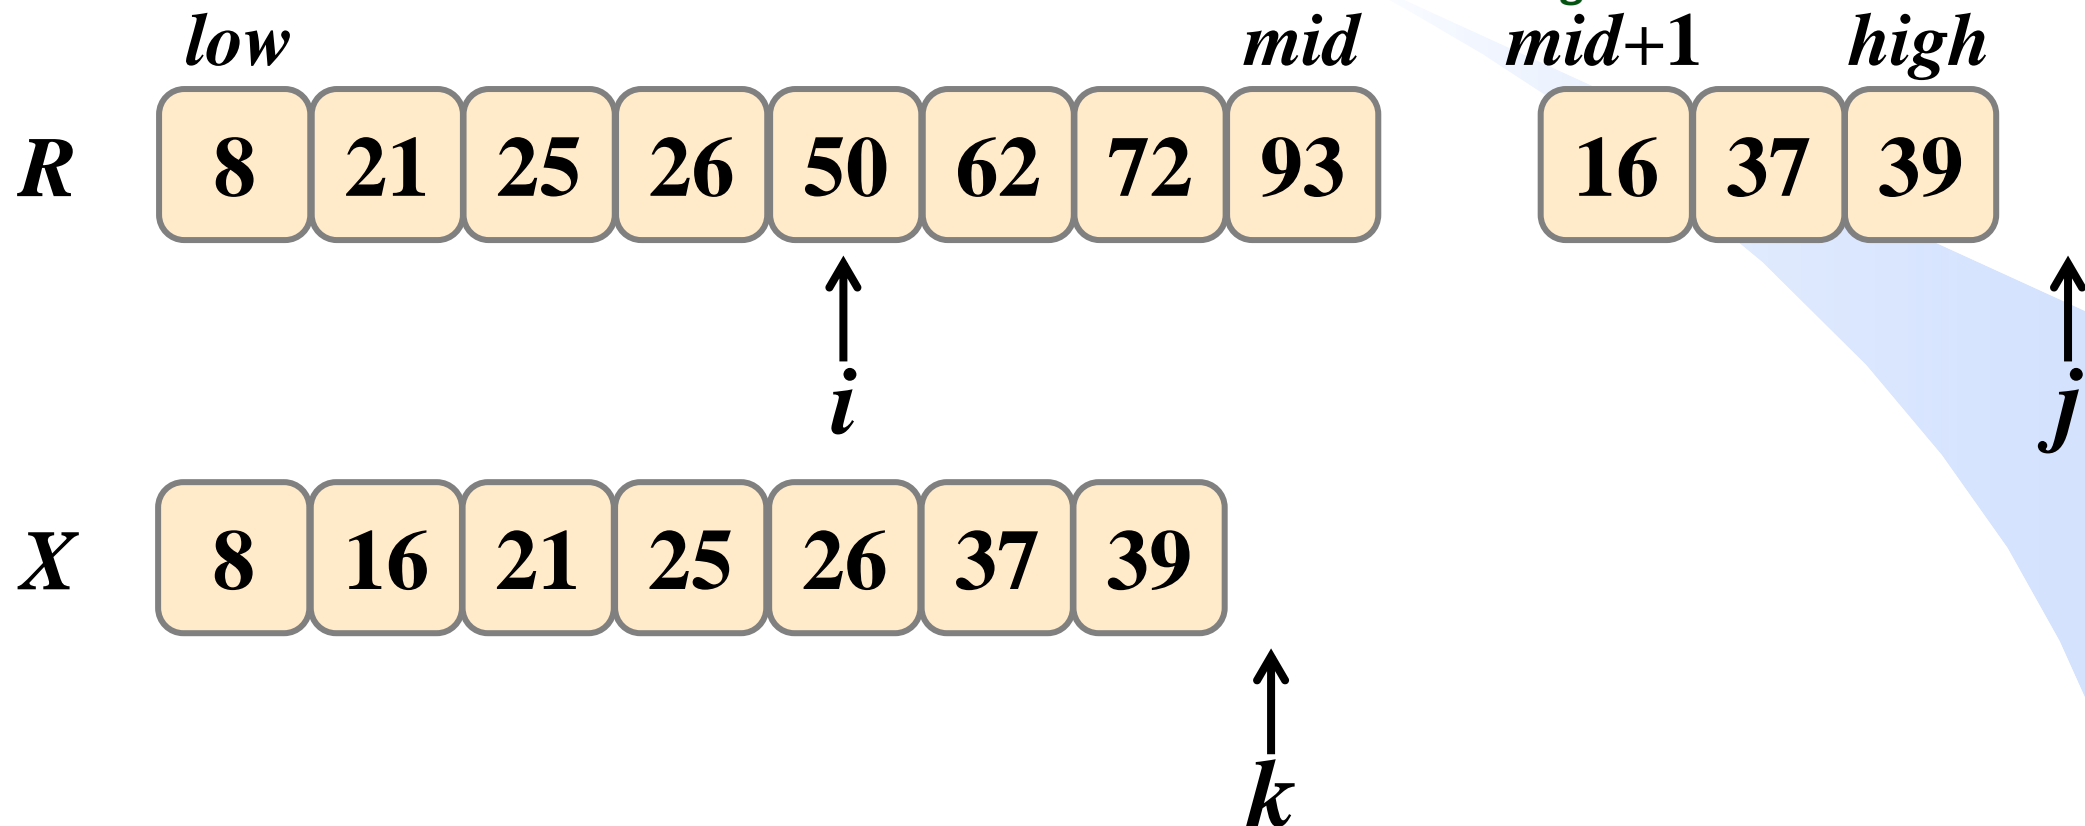 low mid mid+1 high
R 8 21 25 26 50 62 72 93 16 37 39
i j
X 8 16 21 25 26 37 39
k